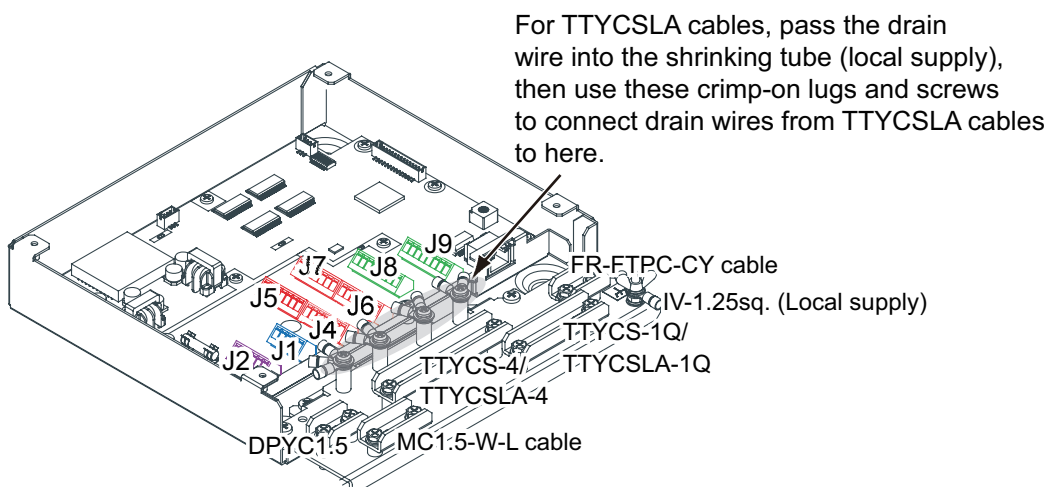 For TTYCSLA cables, pass the drain
wire into the shrinking tube (local supply),
then use these crimp-on lugs and screws
to connect drain wires from TTYCSLA cables
to here.
J9
J8
J7
J6
J5
J4
J1
J2
FR-FTPC-CY cable
IV-1.25sq. (Local supply)
TTYCS-1Q/
TTYCSLA-1Q
TTYCS-4/
TTYCSLA-4
DPYC1.5
MC1.5-W-L cable